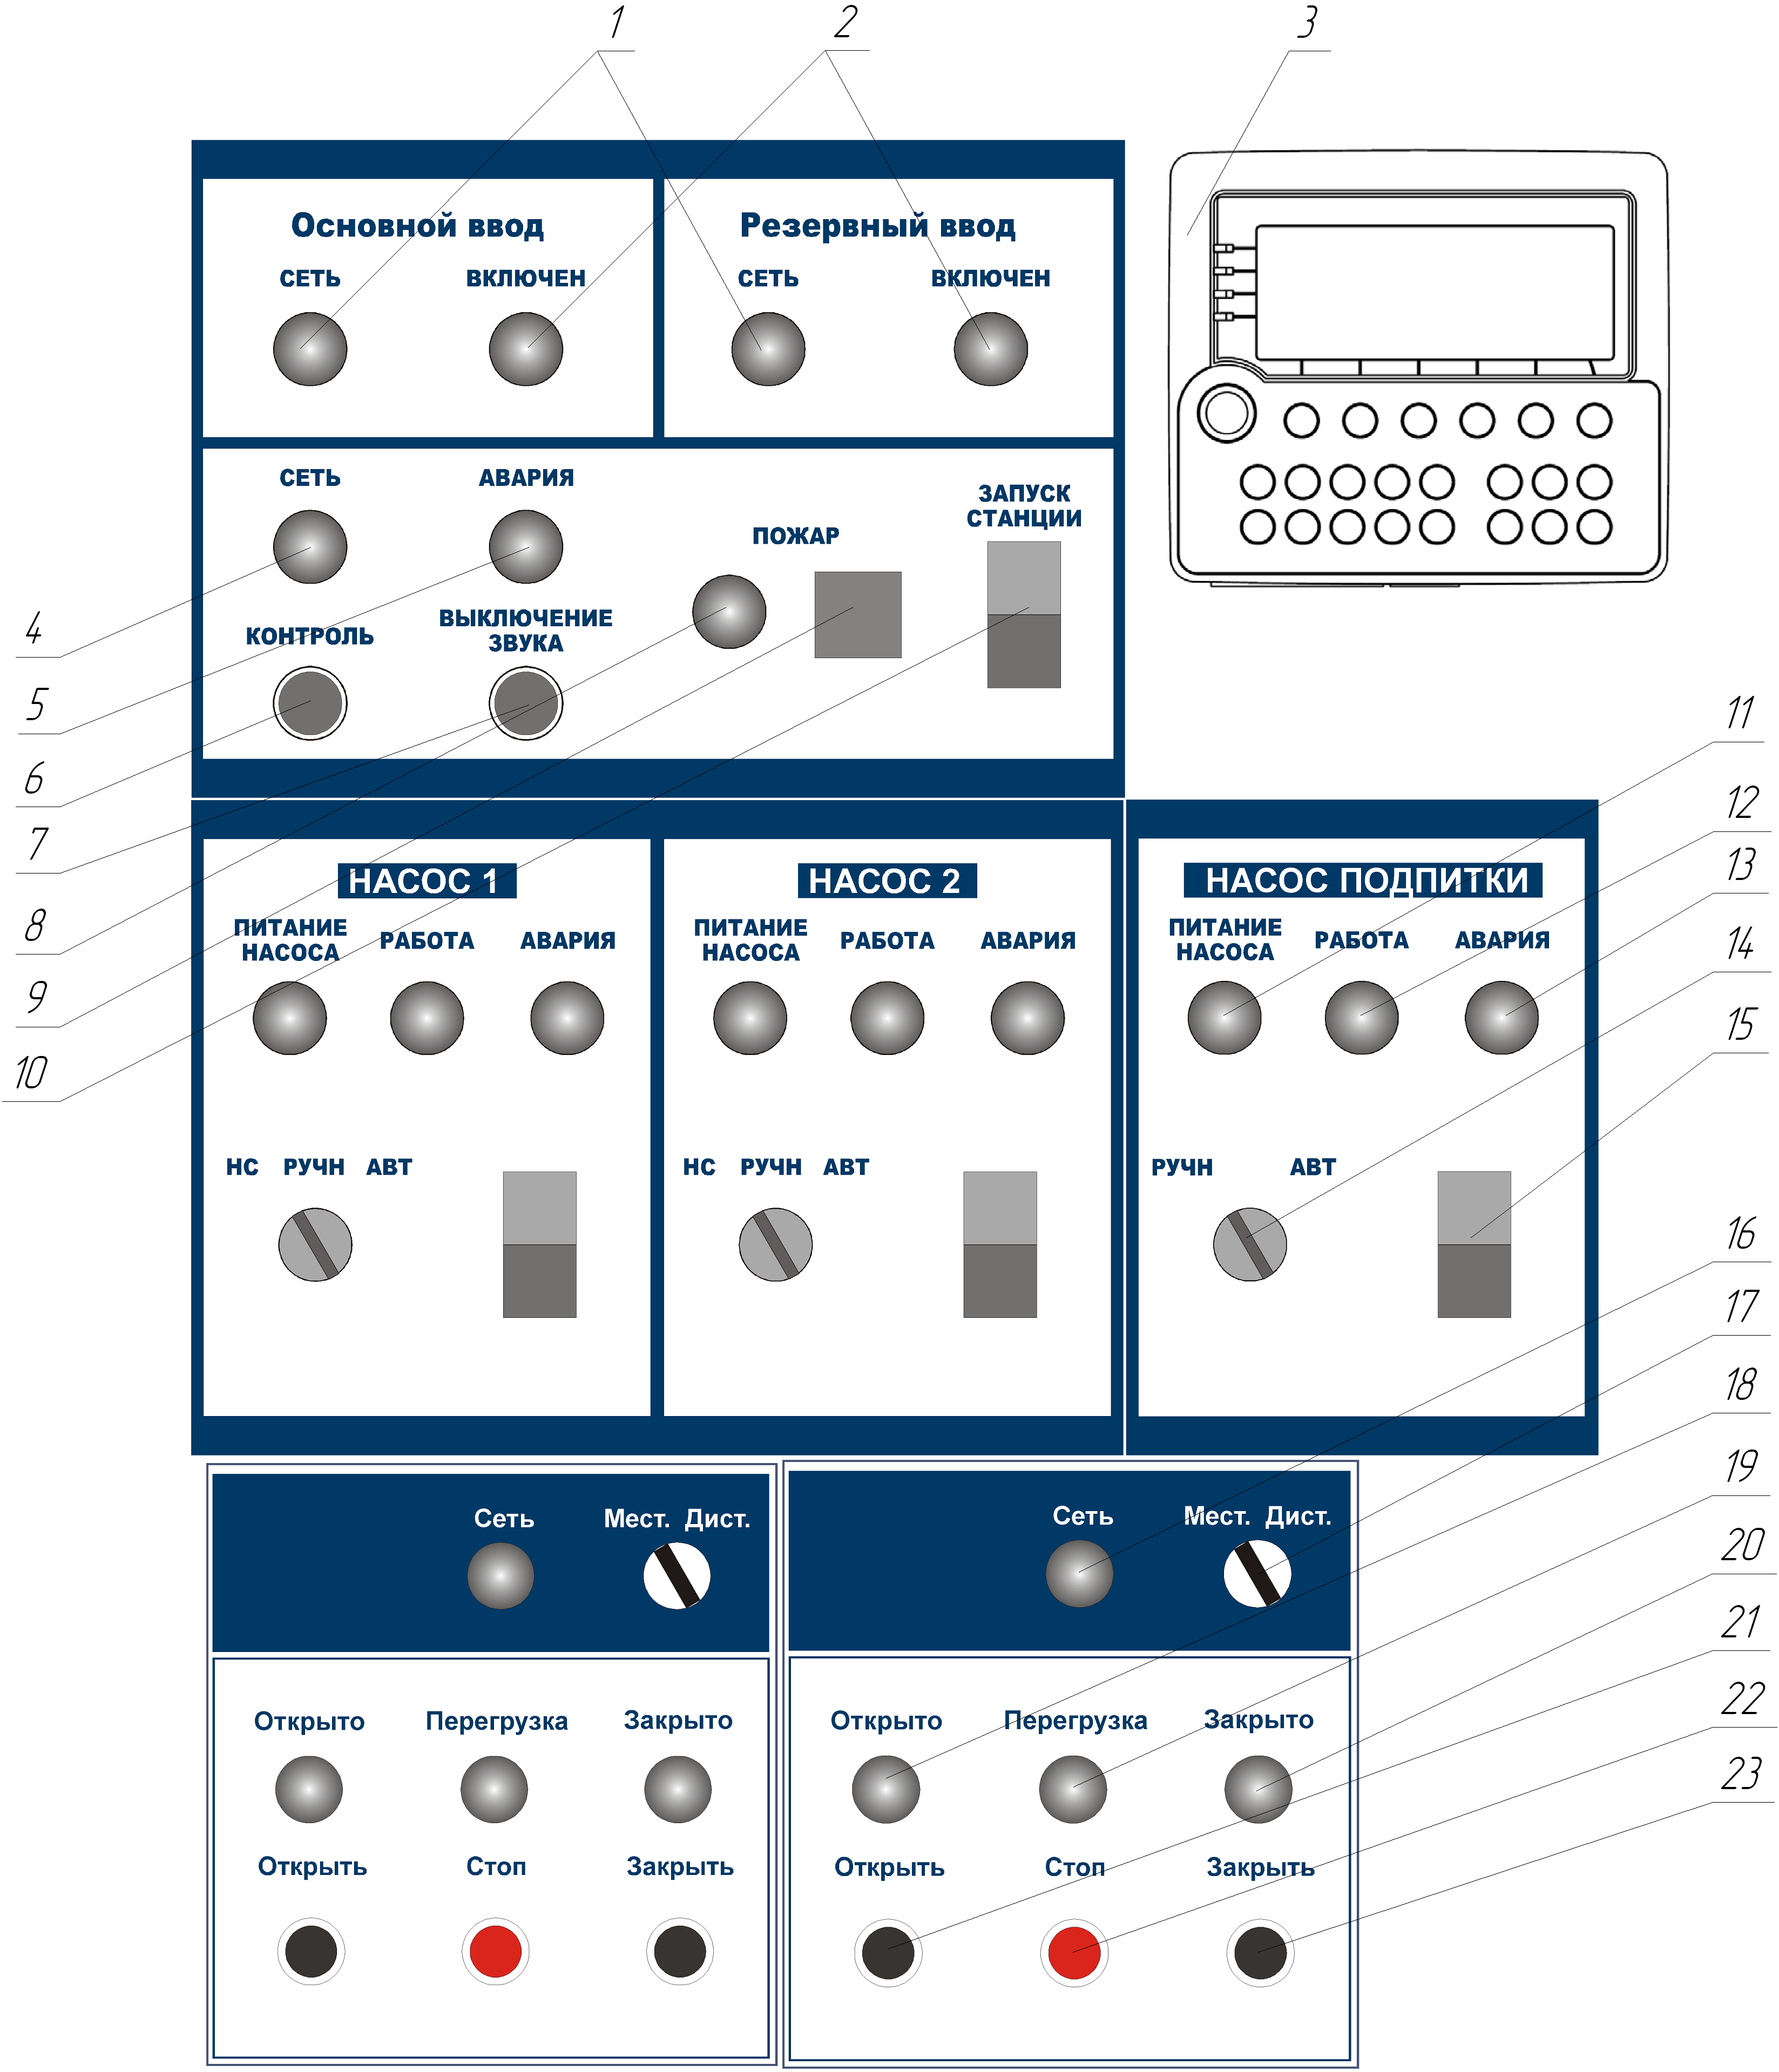 1 2 3
Основной ввод Резервный ввод
СЕТЬ ВКЛЮЧЕН СЕТЬ ВКЛЮЧЕН
СЕТЬ АВАРИЯ
ЗАПУСК
СТАНЦИИ
ПОЖАР
КОНТРОЛЬ
ВЫКЛЮЧЕНИЕ
ЗВУКА
4
5
6
7
8
9
10
НАСОС 1
ПИТАНИЕ
НАСОСА
РАБОТА АВАРИЯ
НС РУЧН АВТ
НАСОС 2
ПИТАНИЕ
НАСОСА
РАБОТА АВАРИЯ
НС РУЧН АВТ
НАСОС ПОДПИТКИ
ПИТАНИЕ
НАСОСА
РАБОТА АВАРИЯ
РУЧН АВТ
11
12
13
14
15
16
17
18
19
20
21
22
23
Сеть Мест. Дист.
Открыто Перегрузка Закрыто
Открыть Стоп Закрыть
Сеть Мест. Дист.
Открыто Перегрузка Закрыто
Открыть Стоп Закрыть